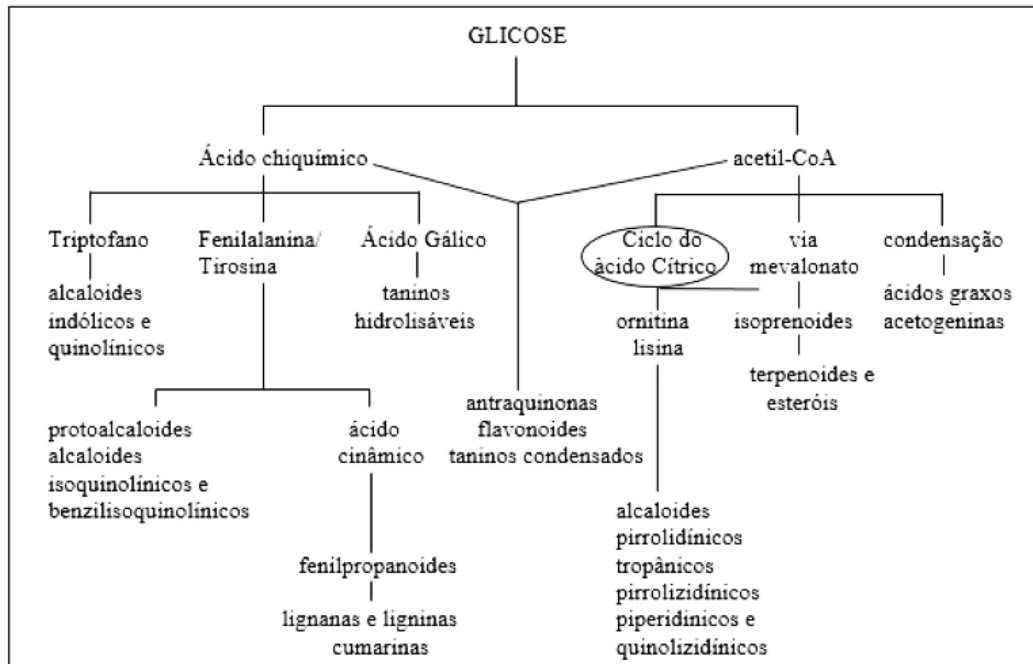 GLICOSE
Ácido chiquímico
acetil-CoA
Triptofano
Fenilalanina/
Tirosina
Ácido Gálico
Ciclo do
àcido Cítrico
via
mevalonato
condensação
alcaloides
indólicos e
quinolínicos
taninos
hidrolisáveis
ornitina
lisina
isoprenoides
ácidos graxos
acetogeninas
terpenoides e
esteróis
protoalcaloides
alcaloides
isoquinolínicos e
benzilisoquinolínicos
ácido
cinâmico
antraquinonas
flavonoides
taninos condensados
fenilpropanoides
lignanas e ligninas
cumarinas
alcaloides
pirrolidínicos
tropânicos
pirrolizidínicos
piperidinicos e
quinolizidínicos